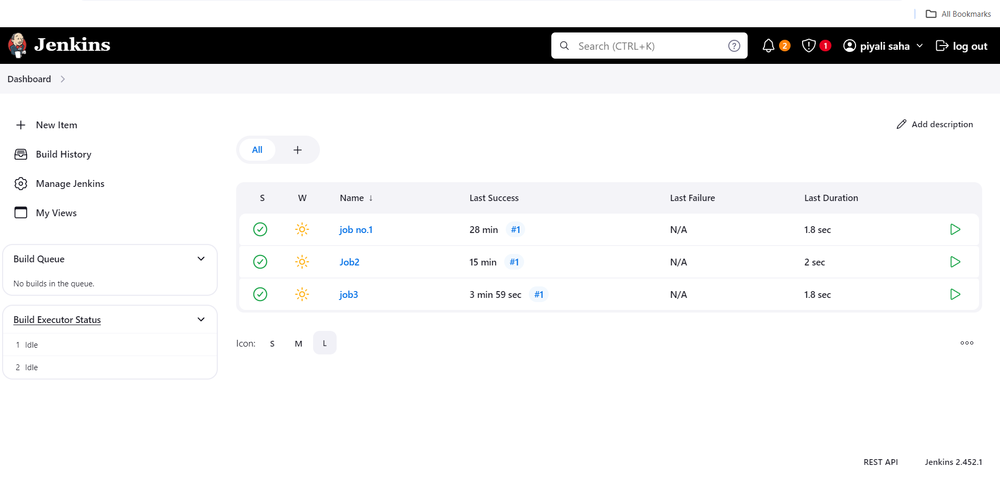 All Bookmarks
Jenkins
Search (CTRL+K)
?
2
1
piyali saha
log out
Dashboard
New Item
Build History
Manage Jenkins
My Views
Build Queue
No builds in the queue.
Build Executor Status
1 Idle
2 Idle
Add description
All +
S W Name ↓ Last Success Last Failure Last Duration
job no.1 28 min #1 N/A 1.8 sec
Job2 15 min #1 N/A 2 sec
job3 3 min 59 sec #1 N/A 1.8 sec
Icon: S M L
REST API Jenkins 2.452.1